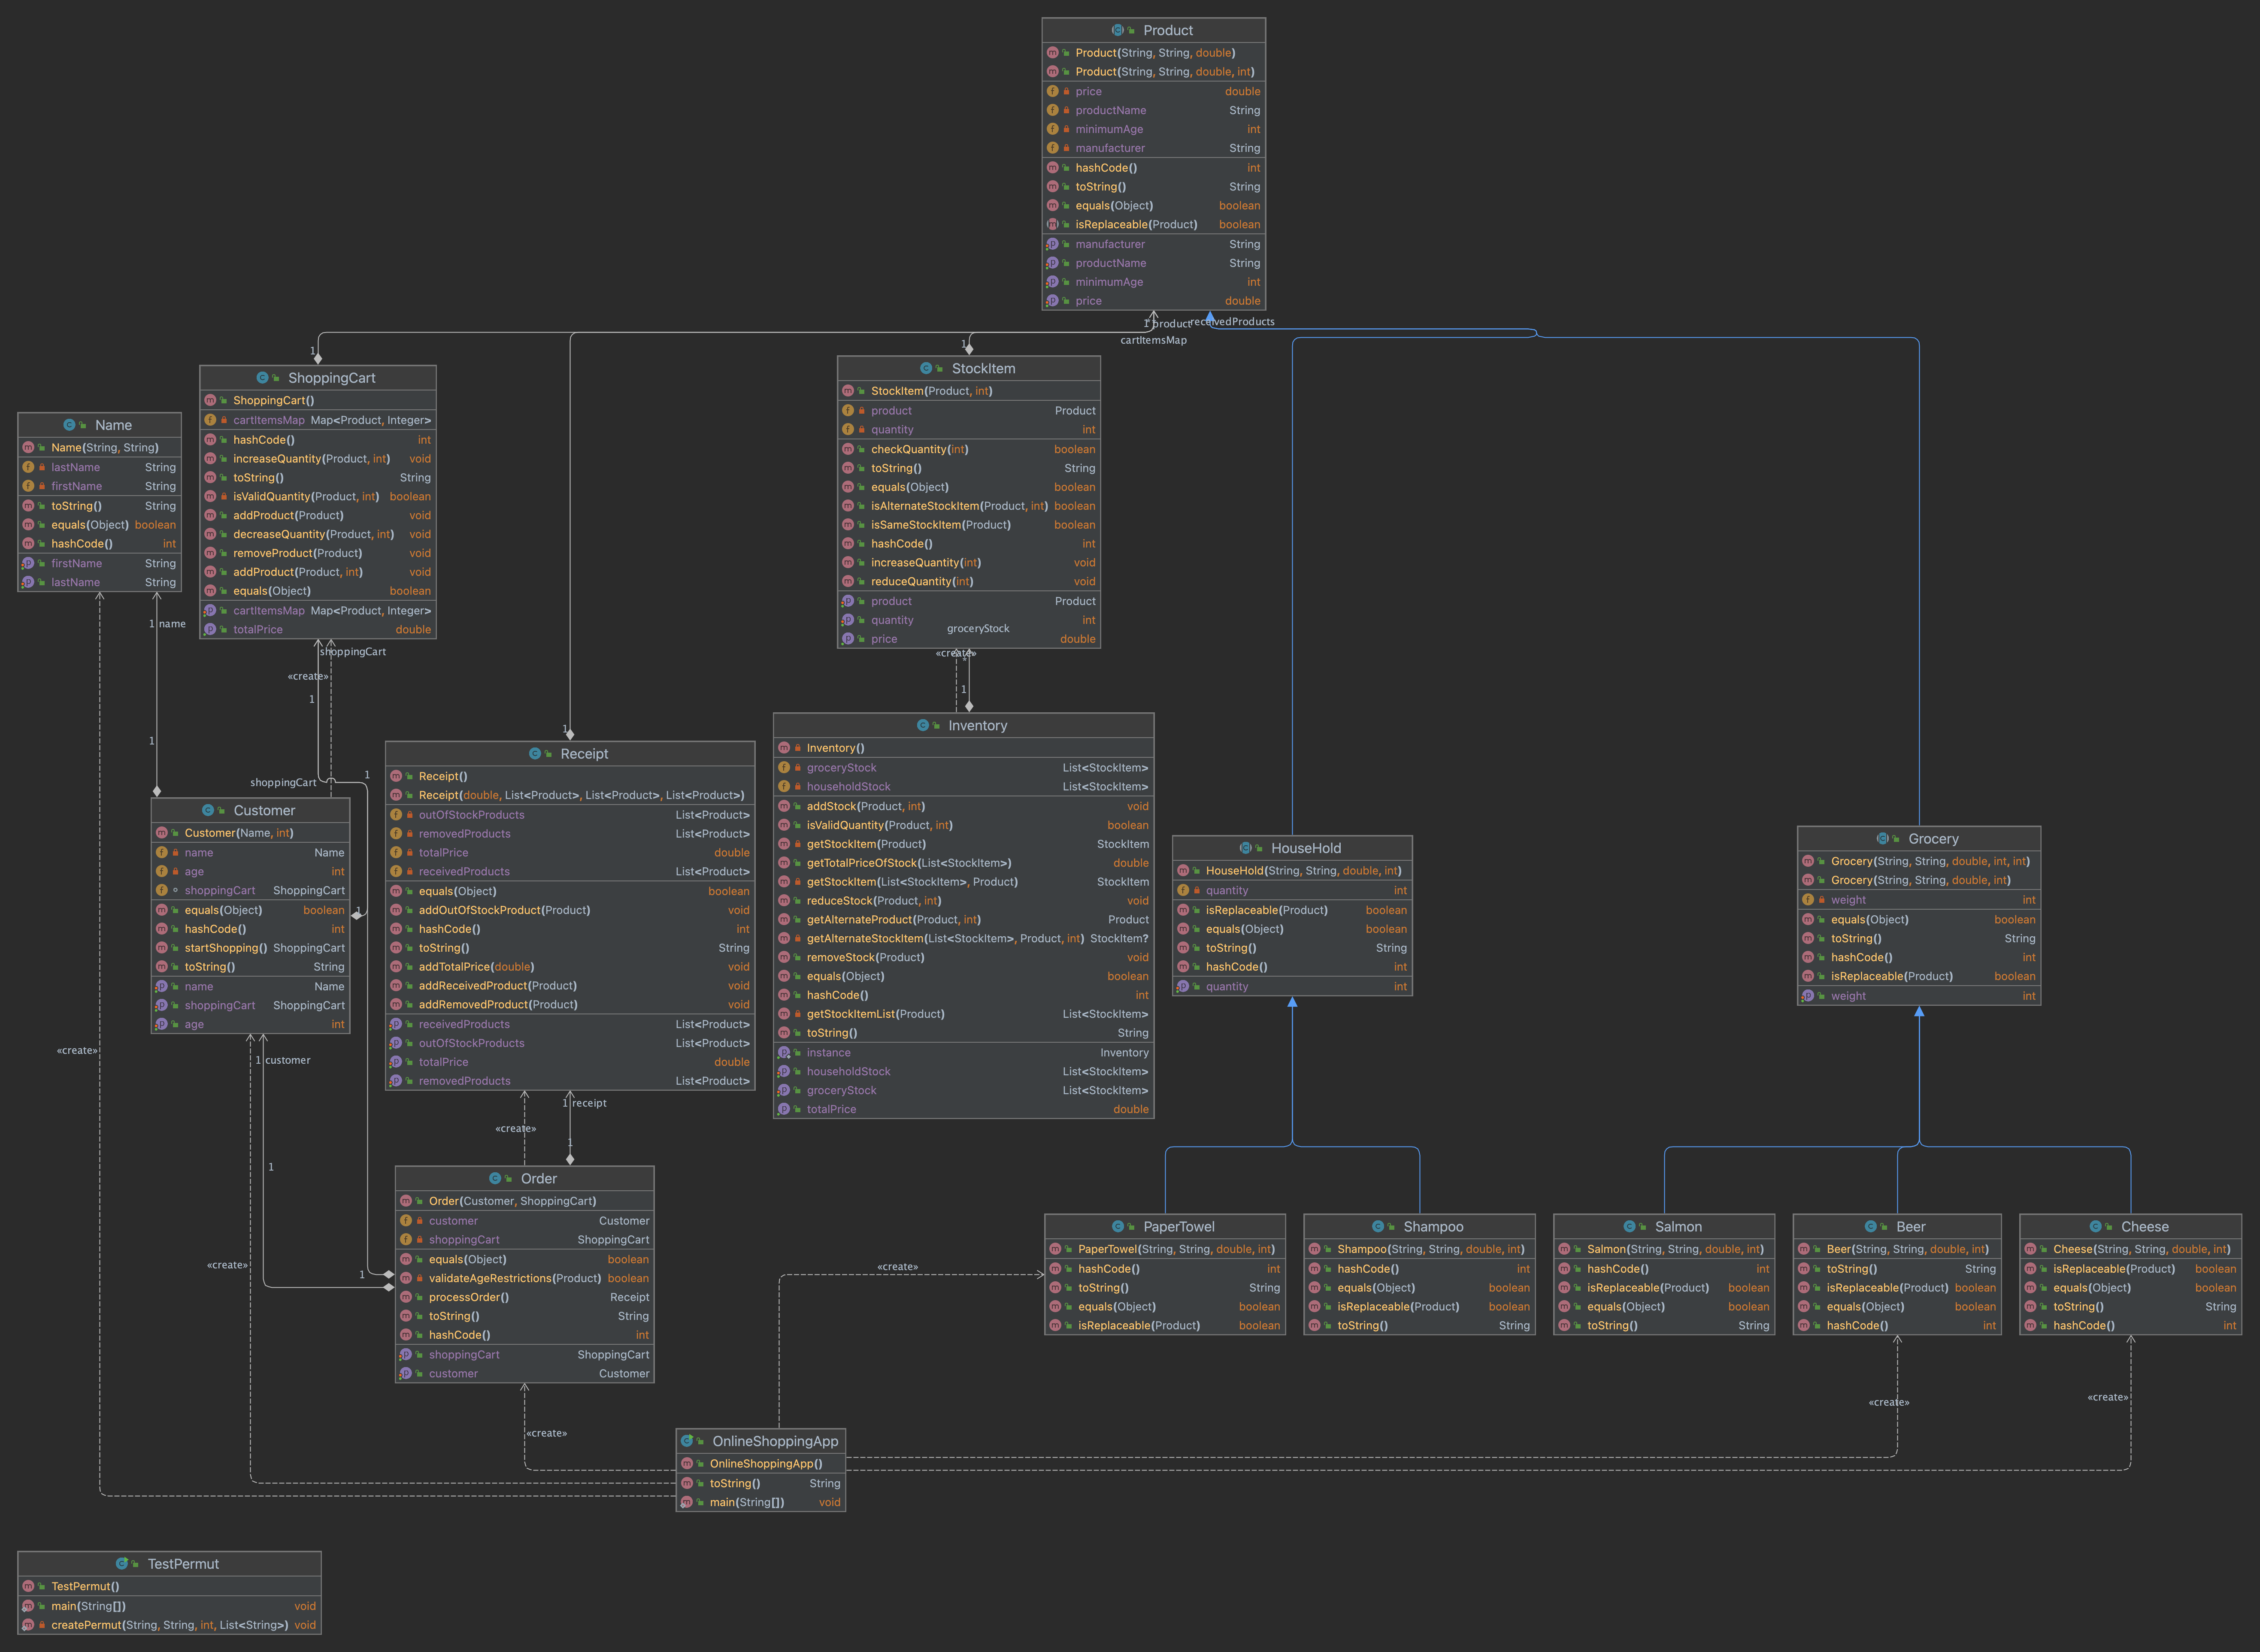 Product
Product(String, String, double)
Product(String, String, double, int)
price double
productName String
minimumAge int
manufacturer String
hashCode() int
toString() String
equals(Object) boolean
isReplaceable(Product) boolean
manufacturer String
productName String
minimumAge int
price double
1 product
receivedProducts
cartItemsMap
1
1
1
ShoppingCart
ShoppingCart()
cartItemsMap Map<Product, Integer>
hashCode() int
increaseQuantity(Product, int) void
toString() String
isValidQuantity(Product, int) boolean
addProduct(Product) void
decreaseQuantity(Product, int) void
removeProduct(Product) void
addProduct(Product, int) void
equals(Object) boolean
cartItemsMap Map<Product, Integer>
totalPrice double
StockItem
StockItem(Product, int)
product Product
quantity int
checkQuantity(int) boolean
toString() String
equals(Object) boolean
isAlternateStockItem(Product, int) boolean
isSameStockItem(Product) boolean
hashCode() int
increaseQuantity(int) void
reduceQuantity(int) void
product Product
quantity int
groceryStock
price double
«create»
*
1
Name
Name(String, String)
lastName String
firstName String
toString() String
equals(Object) boolean
hashCode() int
firstName String
lastName String
1 name
1
shoppingCart
«create»
1
shoppingCart
1
Customer
Customer(Name, int)
name Name
age int
shoppingCart ShoppingCart
equals(Object) boolean
1
hashCode() int
startShopping() ShoppingCart
toString() String
name Name
shoppingCart ShoppingCart
age int
«create»
1 customer
1
«create»
Receipt
Receipt()
Receipt(double, List<Product>, List<Product>, List<Product>)
outOfStockProducts List<Product>
removedProducts List<Product>
totalPrice double
receivedProducts List<Product>
equals(Object) boolean
addOutOfStockProduct(Product) void
hashCode() int
toString() String
addTotalPrice(double) void
addReceivedProduct(Product) void
addRemovedProduct(Product) void
receivedProducts List<Product>
outOfStockProducts List<Product>
totalPrice double
removedProducts List<Product>
1 receipt
«create»
1
Inventory
Inventory()
groceryStock List<StockItem>
householdStock List<StockItem>
addStock(Product, int) void
isValidQuantity(Product, int) boolean
getStockItem(Product) StockItem
getTotalPriceOfStock(List<StockItem>) double
getStockItem(List<StockItem>, Product) StockItem
reduceStock(Product, int) void
getAlternateProduct(Product, int) Product
getAlternateStockItem(List<StockItem>, Product, int) StockItem?
removeStock(Product) void
equals(Object) boolean
hashCode() int
getStockItemList(Product) List<StockItem>
toString() String
instance Inventory
householdStock List<StockItem>
groceryStock List<StockItem>
totalPrice double
HouseHold
HouseHold(String, String, double, int)
quantity int
isReplaceable(Product) boolean
equals(Object) boolean
toString() String
hashCode() int
quantity int
Grocery
Grocery(String, String, double, int, int)
Grocery(String, String, double, int)
weight int
equals(Object) boolean
toString() String
hashCode() int
isReplaceable(Product) boolean
weight int
Order
Order(Customer, ShoppingCart)
customer Customer
shoppingCart ShoppingCart
equals(Object) boolean
1
validateAgeRestrictions(Product) boolean
processOrder() Receipt
toString() String
hashCode() int
shoppingCart ShoppingCart
customer Customer
«create»
PaperTowel
PaperTowel(String, String, double, int)
hashCode() int
toString() String
equals(Object) boolean
isReplaceable(Product) boolean
Shampoo
Shampoo(String, String, double, int)
hashCode() int
equals(Object) boolean
isReplaceable(Product) boolean
toString() String
Salmon
Salmon(String, String, double, int)
hashCode() int
isReplaceable(Product) boolean
equals(Object) boolean
toString() String
Beer
Beer(String, String, double, int)
toString() String
isReplaceable(Product) boolean
equals(Object) boolean
hashCode() int
Cheese
Cheese(String, String, double, int)
isReplaceable(Product) boolean
equals(Object) boolean
toString() String
hashCode() int
«create»
«create»
«create»
OnlineShoppingApp
OnlineShoppingApp()
toString() String
main(String[]) void
TestPermut
TestPermut()
main(String[]) void
createPermut(String, String, int, List<String>) void